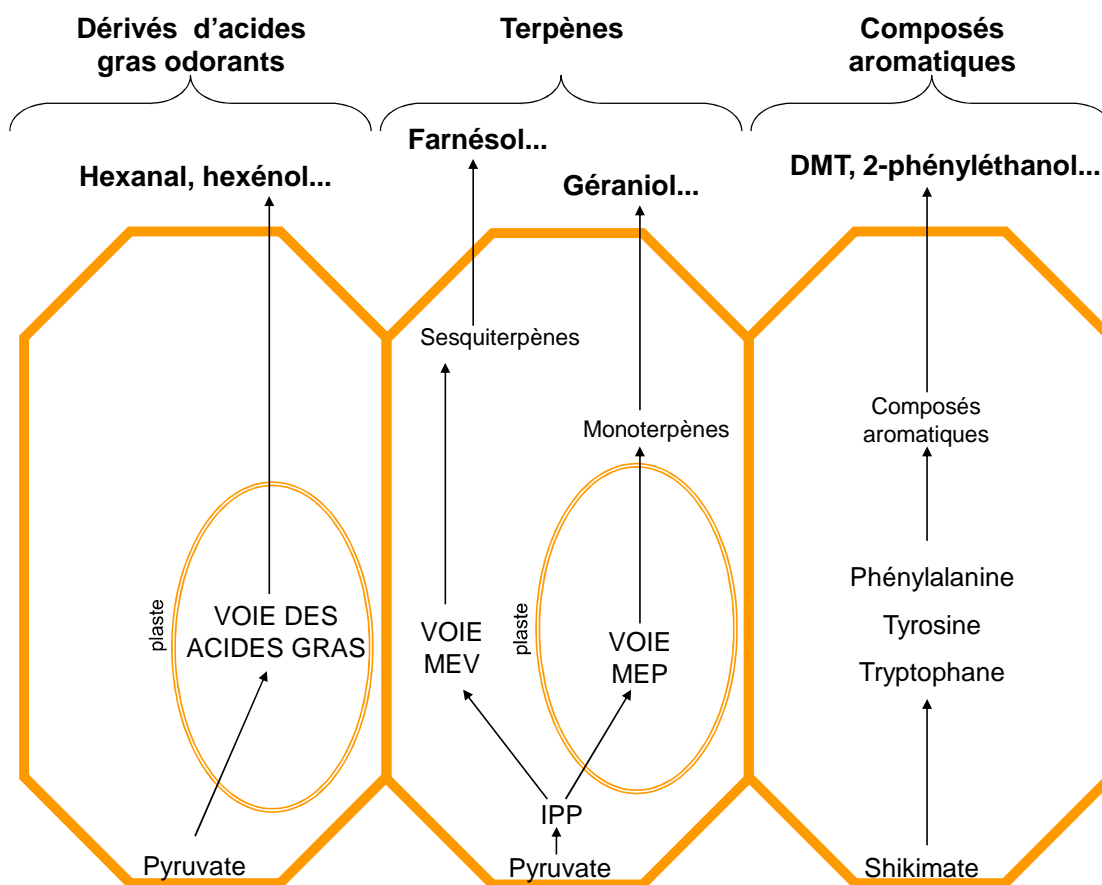 Dérivés d'acides
gras odorants
Terpènes
Composés
aromatiques
Hexanal, hexénol...
Farnésol...
Géraniol...
DMT, 2-phényléthanol...
Sesquiterpènes
Monoterpènes
Composés
aromatiques
plaste
VOIE DES
ACIDES GRAS
VOIE
MEV
plaste
VOIE
MEP
Phénylalanine
Tyrosine
Tryptophane
IPP
Pyruvate
Pyruvate
Shikimate